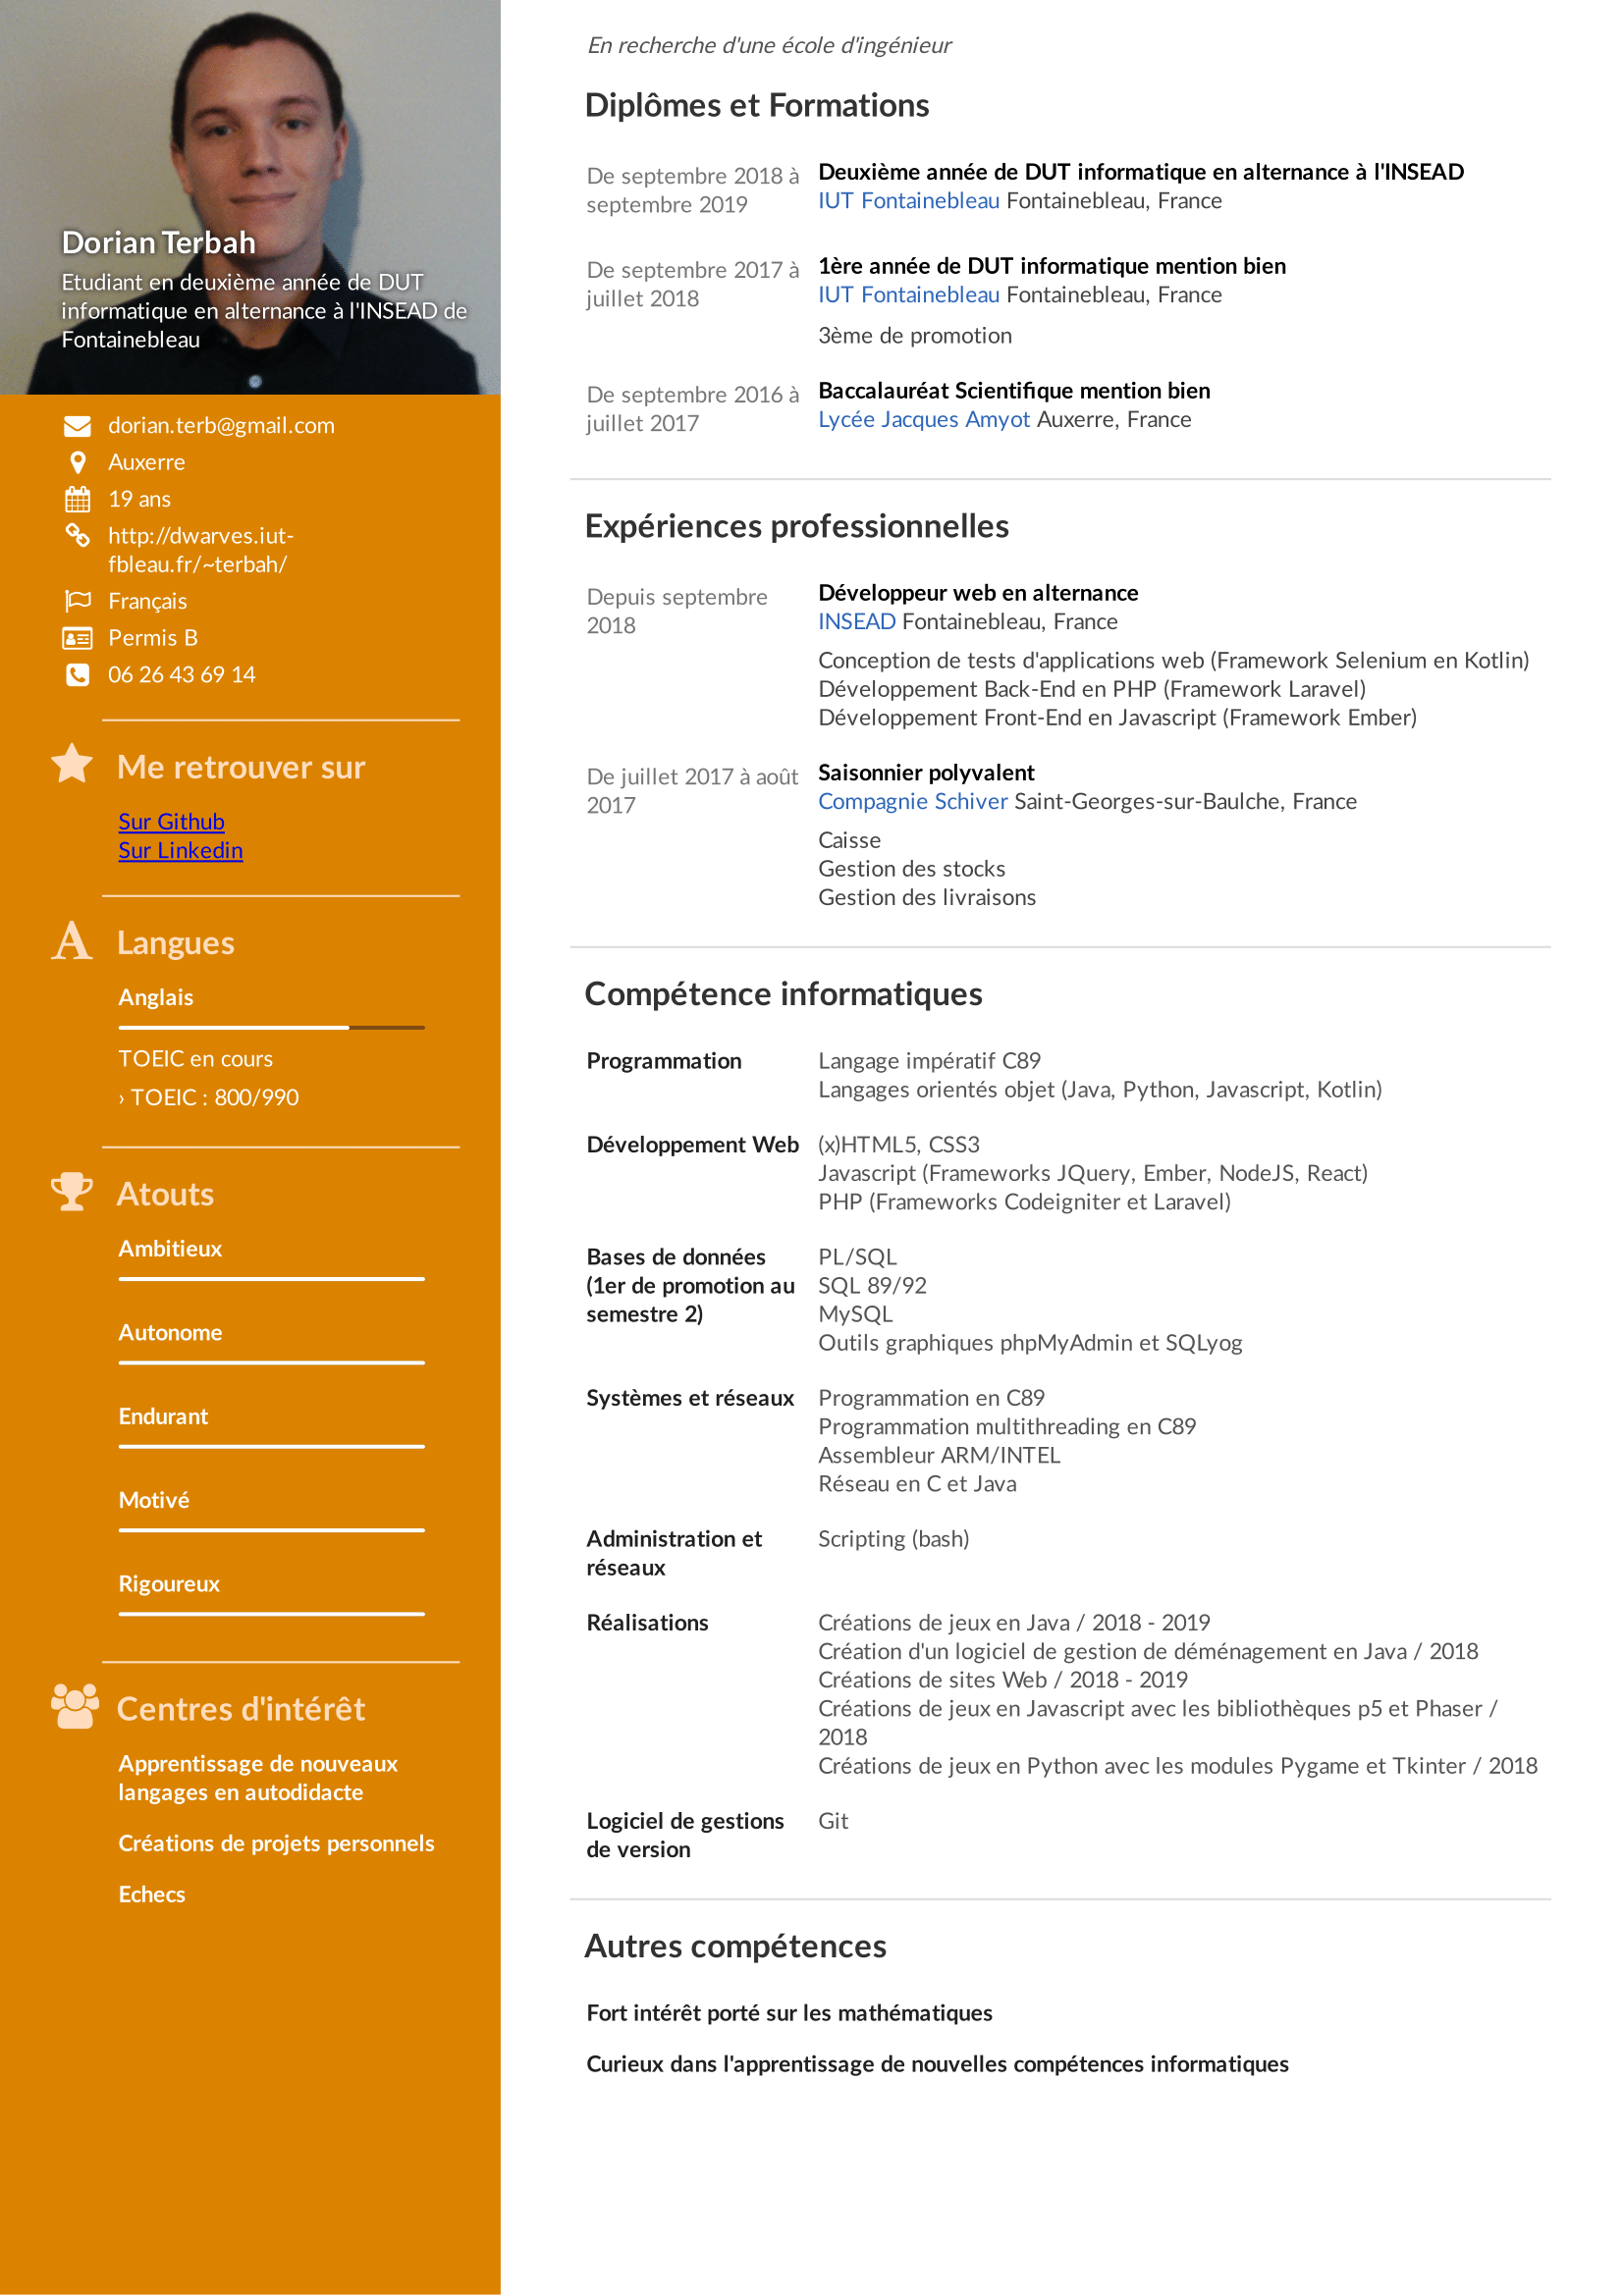 Dorian Terbah
Etudiant en deuxième année de DUT
informatique en alternance à l'INSEAD de
Fontainebleau
dorian.terb@gmail.com
Auxerre
19 ans
http://dwarves.iut-
fbleau.fr/~terbah/
Français
Permis B
06 26 43 69 14
Me retrouver sur
Sur Github
Sur Linkedin
Langues
Anglais
TOEIC en cours
› TOEIC : 800/990
Atouts
Ambitieux
Autonome
Endurant
Motivé
Rigoureux
Centres d'intérêt
Apprentissage de nouveaux
langages en autodidacte
Créations de projets personnels
Echecs
En recherche d'une école d'ingénieur
Diplômes et Formations
De septembre 2018 à
septembre 2019
Deuxième année de DUT informatique en alternance à l'INSEAD
IUT Fontainebleau Fontainebleau, France
De septembre 2017 à
juillet 2018
1ère année de DUT informatique mention bien
IUT Fontainebleau Fontainebleau, France
3ème de promotion
De septembre 2016 à
juillet 2017
Baccalauréat Scientifique mention bien
Lycée Jacques Amyot Auxerre, France
Expériences professionnelles
Depuis septembre
2018
Développeur web en alternance
INSEAD Fontainebleau, France
Conception de tests d'applications web (Framework Selenium en Kotlin)
Développement Back-End en PHP (Framework Laravel)
Développement Front-End en Javascript (Framework Ember)
De juillet 2017 à août
2017
Saisonnier polyvalent
Compagnie Schiver Saint-Georges-sur-Baulche, France
Caisse
Gestion des stocks
Gestion des livraisons
Compétence informatiques
Programmation
Langage impératif C89
Langages orientés objet (Java, Python, Javascript, Kotlin)
Développement Web
(x)HTML5, CSS3
Javascript (Frameworks JQuery, Ember, NodeJS, React)
PHP (Frameworks Codeigniter et Laravel)
Bases de données
(1er de promotion au
semestre 2)
PL/SQL
SQL 89/92
MySQL
Outils graphiques phpMyAdmin et SQLyog
Systèmes et réseaux
Programmation en C89
Programmation multithreading en C89
Assembleur ARM/INTEL
Réseau en C et Java
Administration et
réseaux
Scripting (bash)
Réalisations
Créations de jeux en Java / 2018 - 2019
Création d'un logiciel de gestion de déménagement en Java / 2018
Créations de sites Web / 2018 - 2019
Créations de jeux en Javascript avec les bibliothèques p5 et Phaser /
2018
Créations de jeux en Python avec les modules Pygame et Tkinter / 2018
Logiciel de gestions
de version
Git
Autres compétences
Fort intérêt porté sur les mathématiques
Curieux dans l'apprentissage de nouvelles compétences informatiques